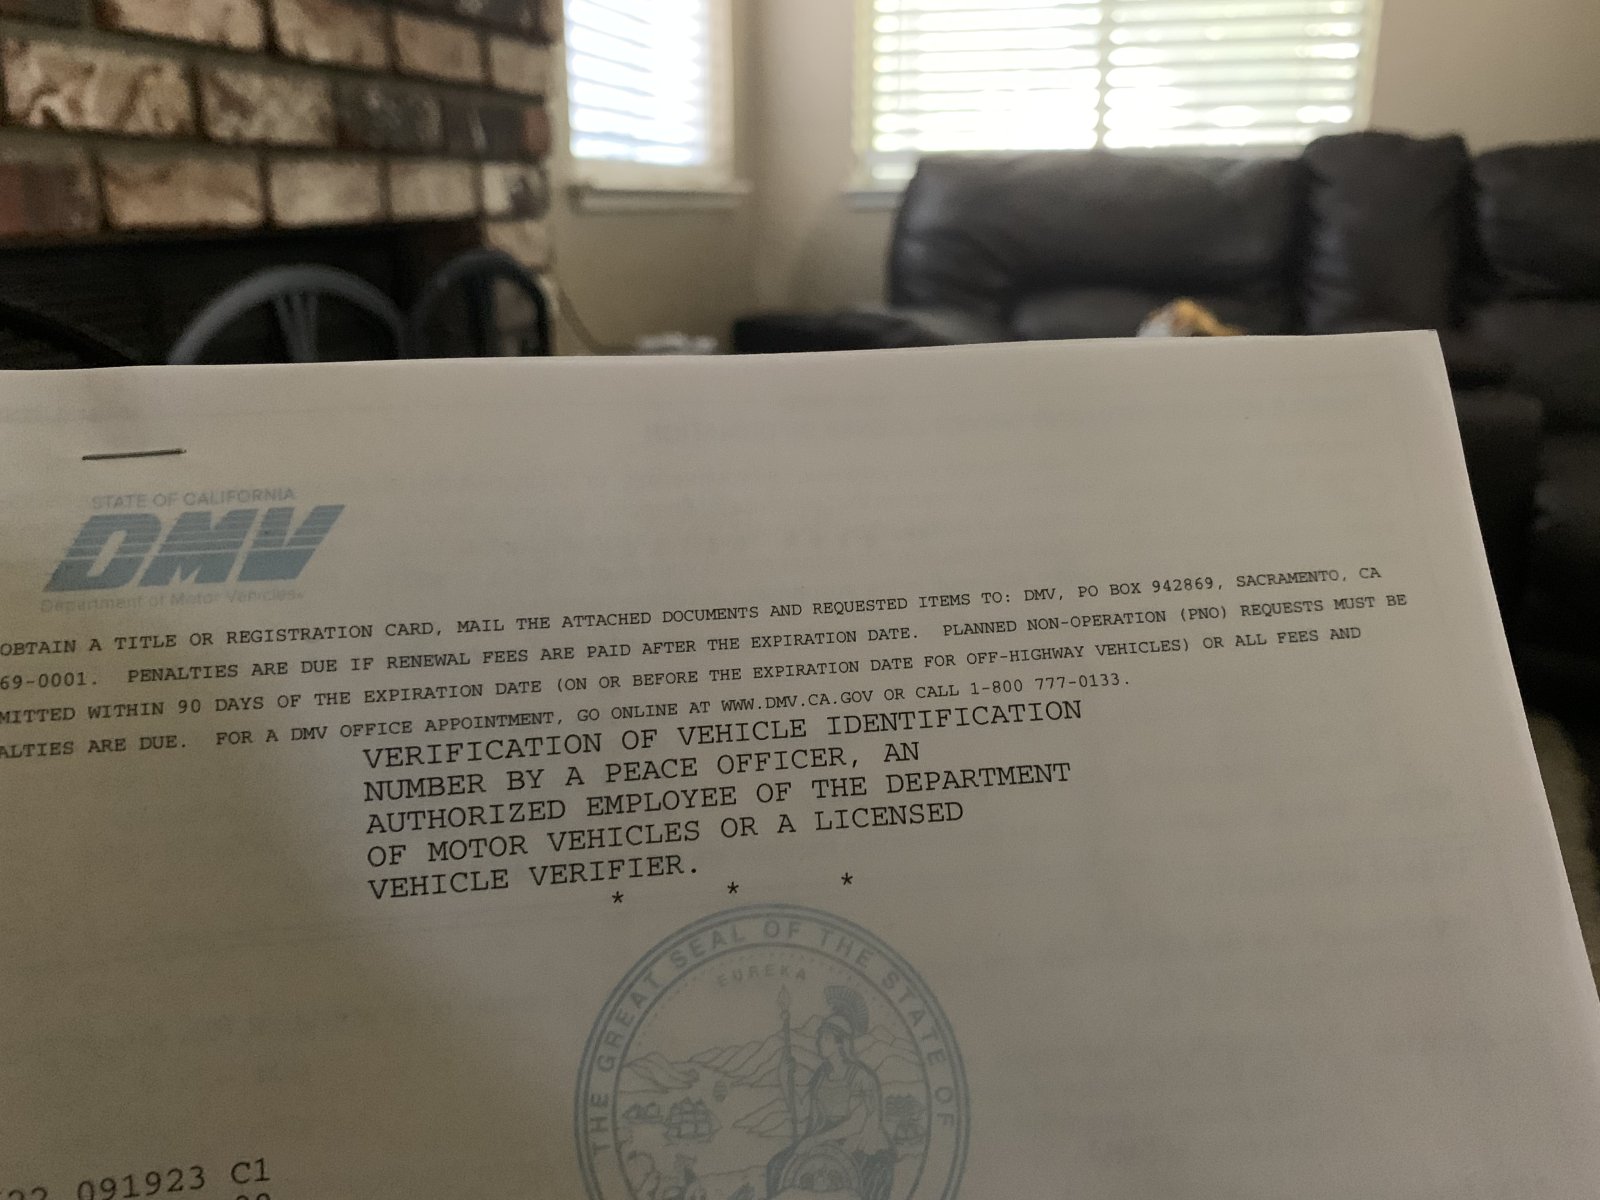 STATE OF CALIFORNIA
DMV
Department of Motor Vehicles
OBTAIN A TITLE OR REGISTRATION CARD, MAIL THE ATTACHED DOCUMENTS AND REQUESTED ITEMS TO: DMV, PO BOX 942869, SACRAMENTO, CA
69-0001. PENALTIES ARE DUE IF RENEWAL FEES ARE PAID AFTER THE EXPIRATION DATE. PLANNED NON-OPERATION (PNO) REQUESTS MUST BE
MITTED WITHIN 90 DAYS OF THE EXPIRATION DATE (ON OR BEFORE THE EXPIRATION DATE FOR OFF-HIGHWAY VEHICLES) OR ALL FEES AND
ALTIES ARE DUE. FOR A DMV OFFICE APPOINTMENT, GO ONLINE AT WWW.DMV.CA.GOV OR CALL 1-800 777-0133.
VERIFICATION OF VEHICLE IDENTIFICATION
NUMBER BY A PEACE OFFICER, AN
AUTHORIZED EMPLOYEE OF THE DEPARTMENT
OF MOTOR VEHICLES OR A LICENSED
VEHICLE VERIFIER.
* * *
THE GREAT SEAL OF THE STATE OF
EUREKA
091923 C1